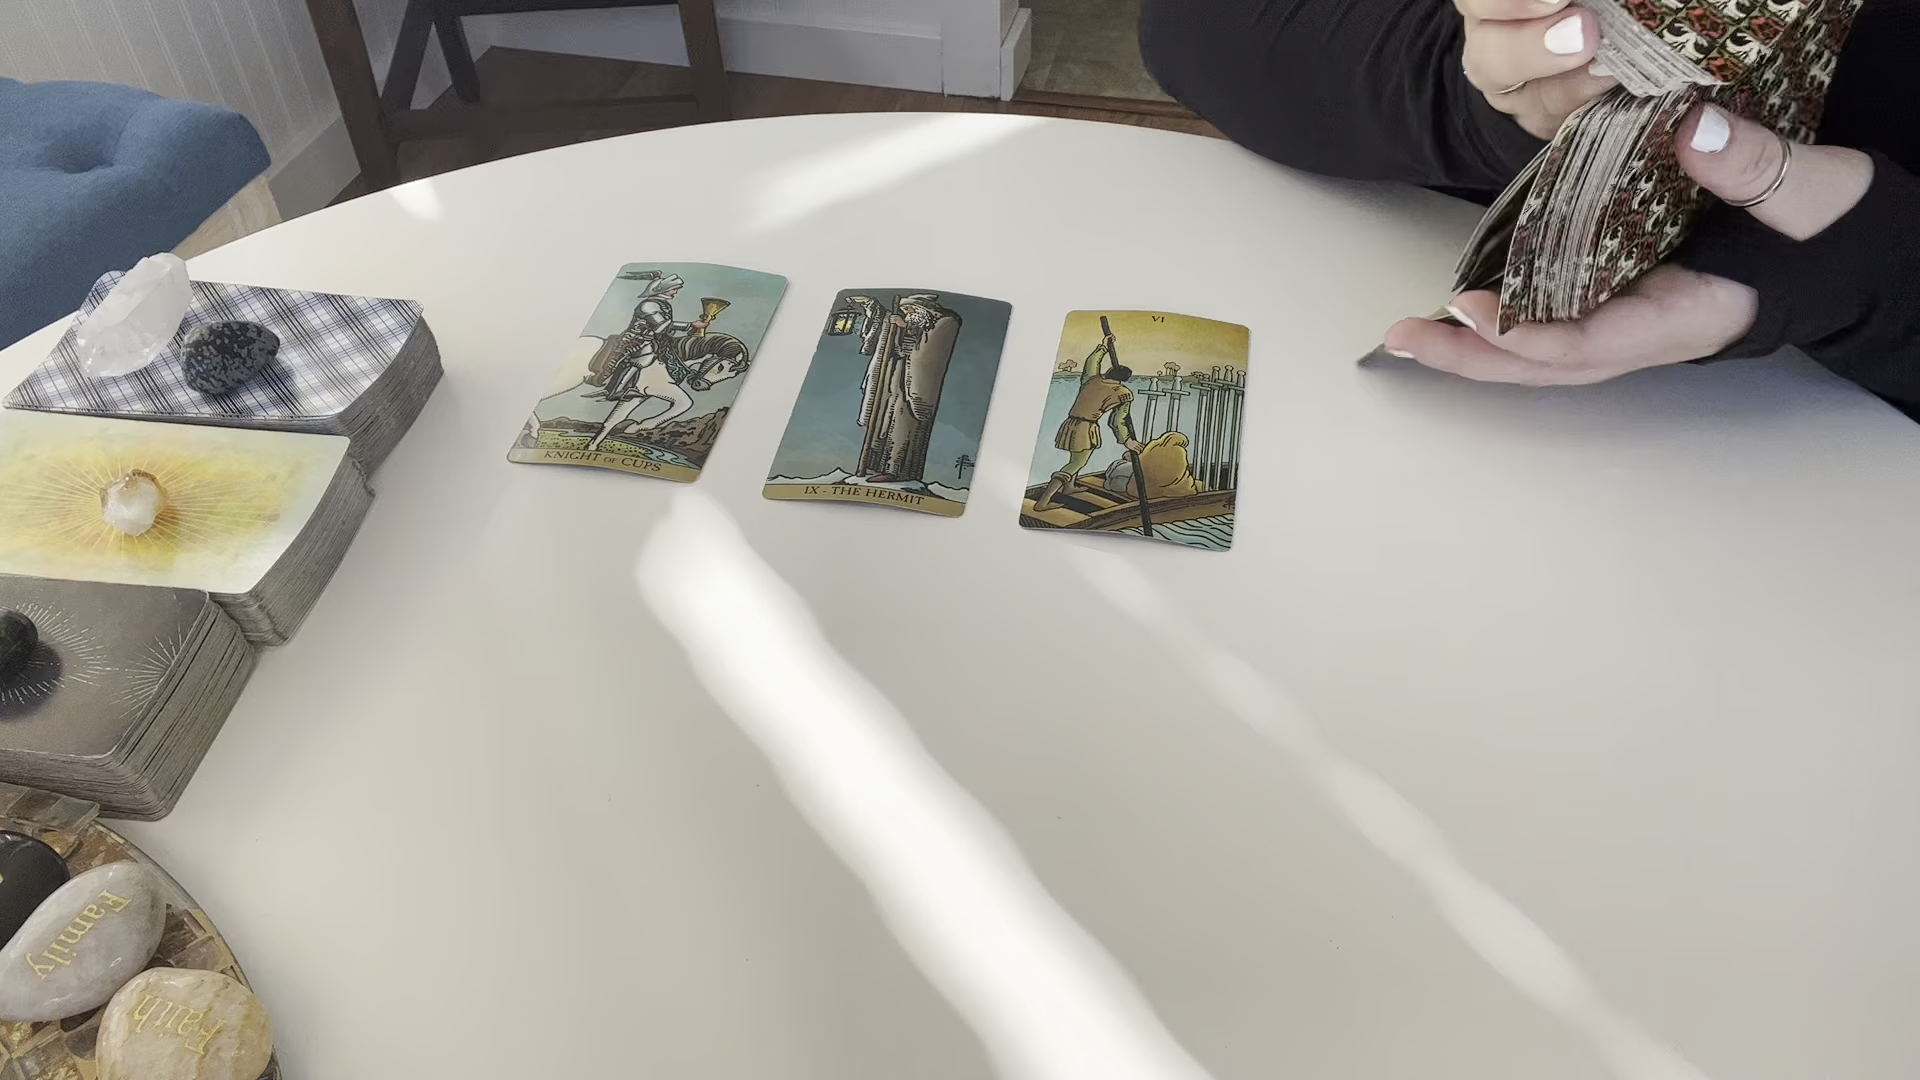 KNIGHT OF CUPS
IX - THE HERMIT
VI
Family
Faith